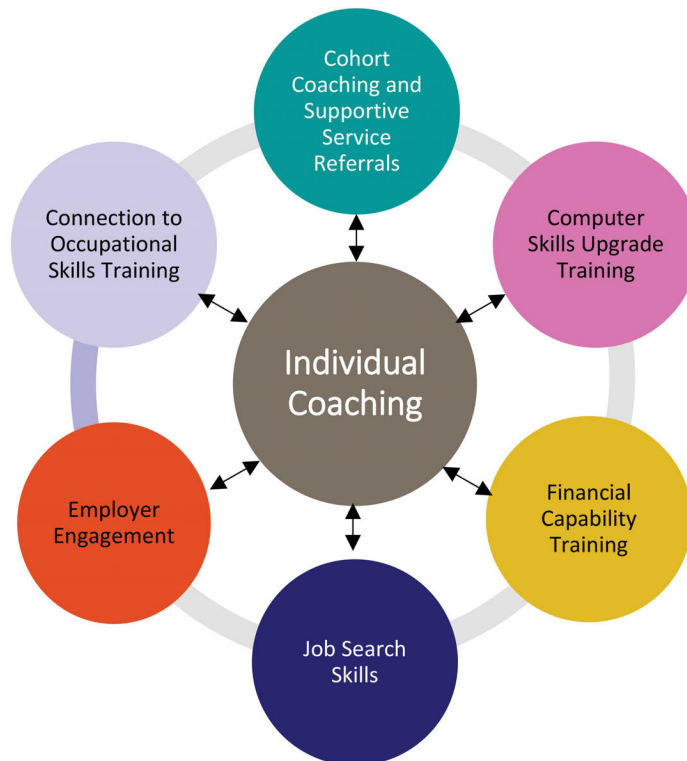 Cohort
Coaching and
Supportive
Service
Referrals
Connection to
Occupational
Skills Training
Computer
Skills Upgrade
Training
Individual
Coaching
Employer
Engagement
Financial
Capability
Training
Job Search
Skills